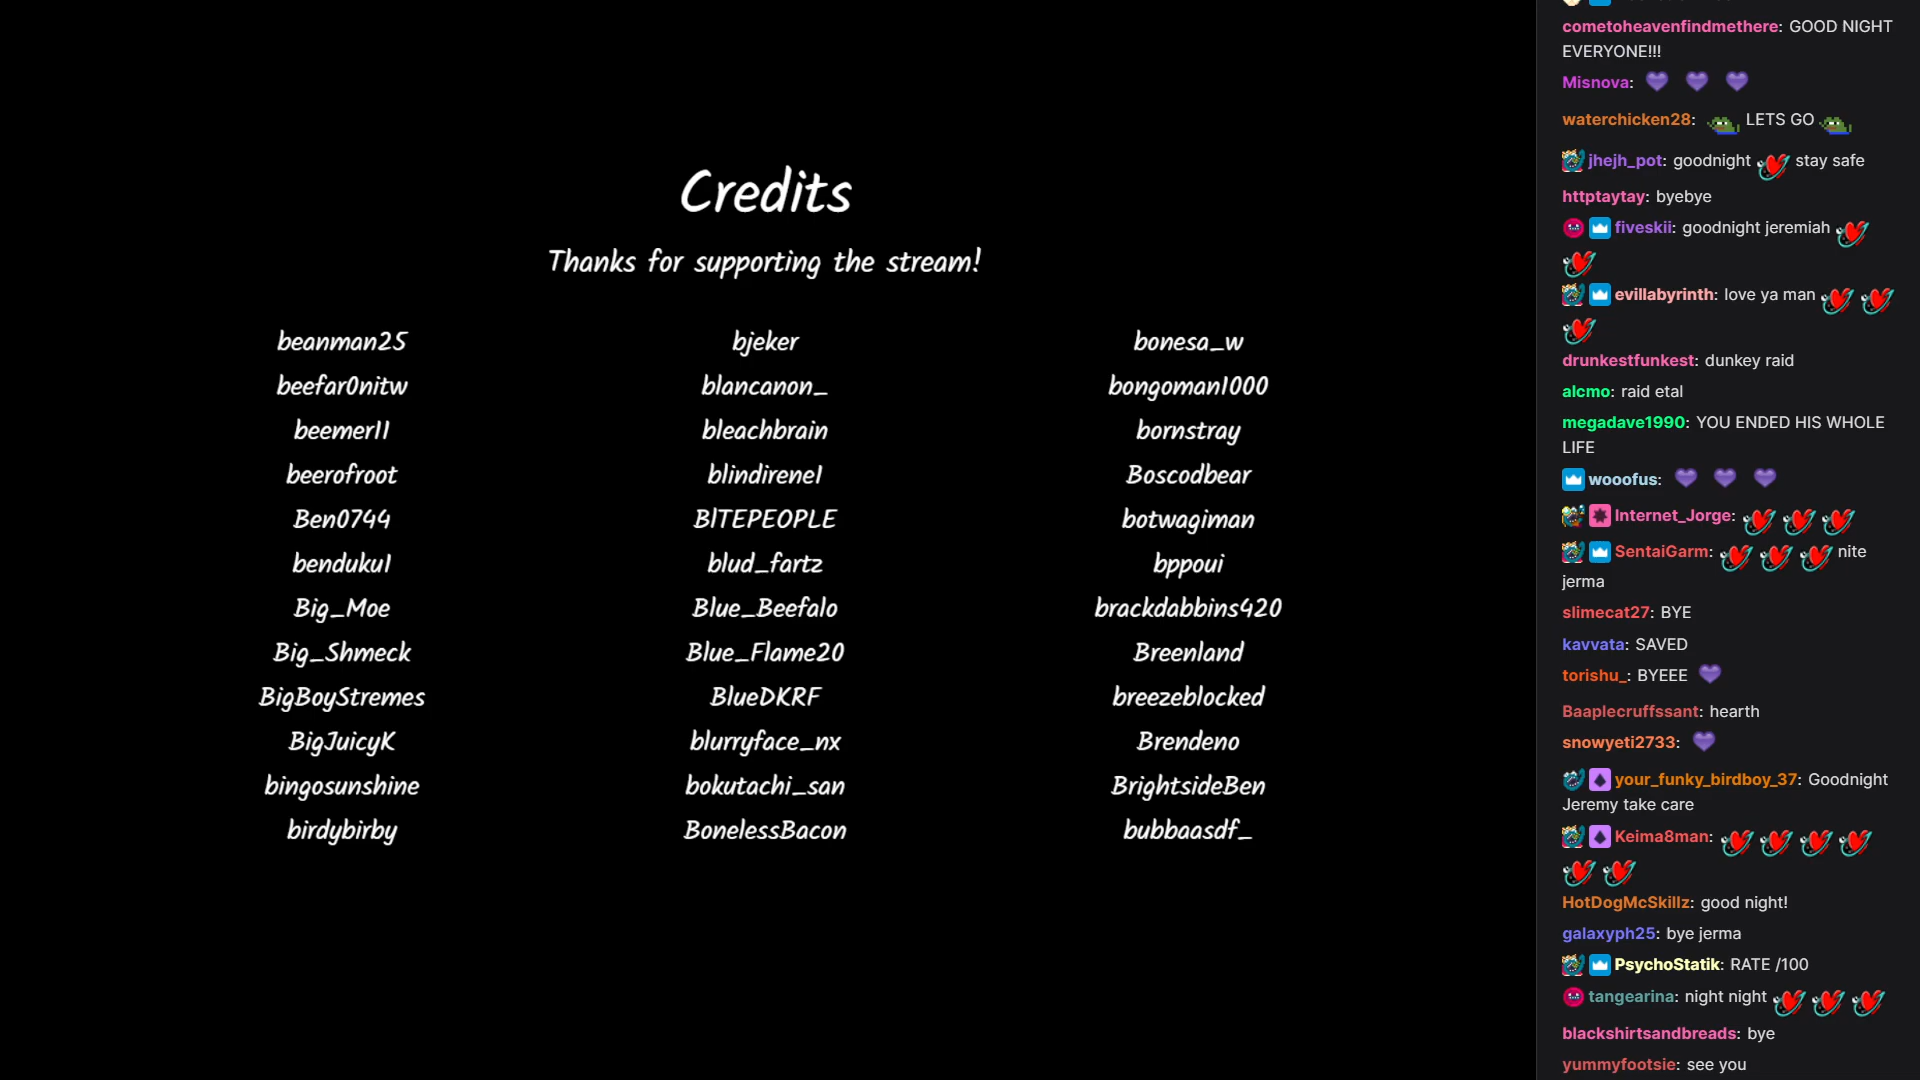 Credits
Thanks for supporting the stream!
beanman25
beefar0nitw
beemer11
beerofroot
Ben0744
benduku1
Big_Moe
Big_Shmeck
BigBoyStremes
BigJuicyK
bingosunshine
birdybirby
bjeker
blancanon_
bleachbrain
blindirene1
BlTEPEOPLE
blud_fartz
Blue_Beefalo
Blue_Flame20
BlueDKRF
blurryface_nx
bokutachi_san
BonelessBacon
bonesa_w
bongoman1000
bornstray
Boscodbear
botwagiman
bppoui
brackdabbins420
Breenland
breezeblocked
Brendeno
BrightsideBen
bubbaasdf_
cometoheavenfindmethere: GOOD NIGHT
EVERYONE!!!
Misnova:
waterchicken28: LETS GO
jhejh_pot: goodnight stay safe
httptaytay: byebye
fiveskii: goodnight jeremiah
evillabyrinth: love ya man
drunkestfunkest: dunkey raid
alcmo: raid etal
megadave1990: YOU ENDED HIS WHOLE
LIFE
wooofus:
Internet_Jorge:
SentaiGarm: nite
jerma
slimecat27: BYE
kavvata: SAVED
torishu_: BYEEE
Baaplecruffssant: hearth
snowyeti2733:
your_funky_birdboy_37: Goodnight
Jeremy take care
Keima8man:
HotDogMcSkillz: good night!
galaxyph25: bye jerma
PsychoStatik: RATE /100
tangearina: night night
blackshirtsandbreads: bye
yummyfootsie: see you